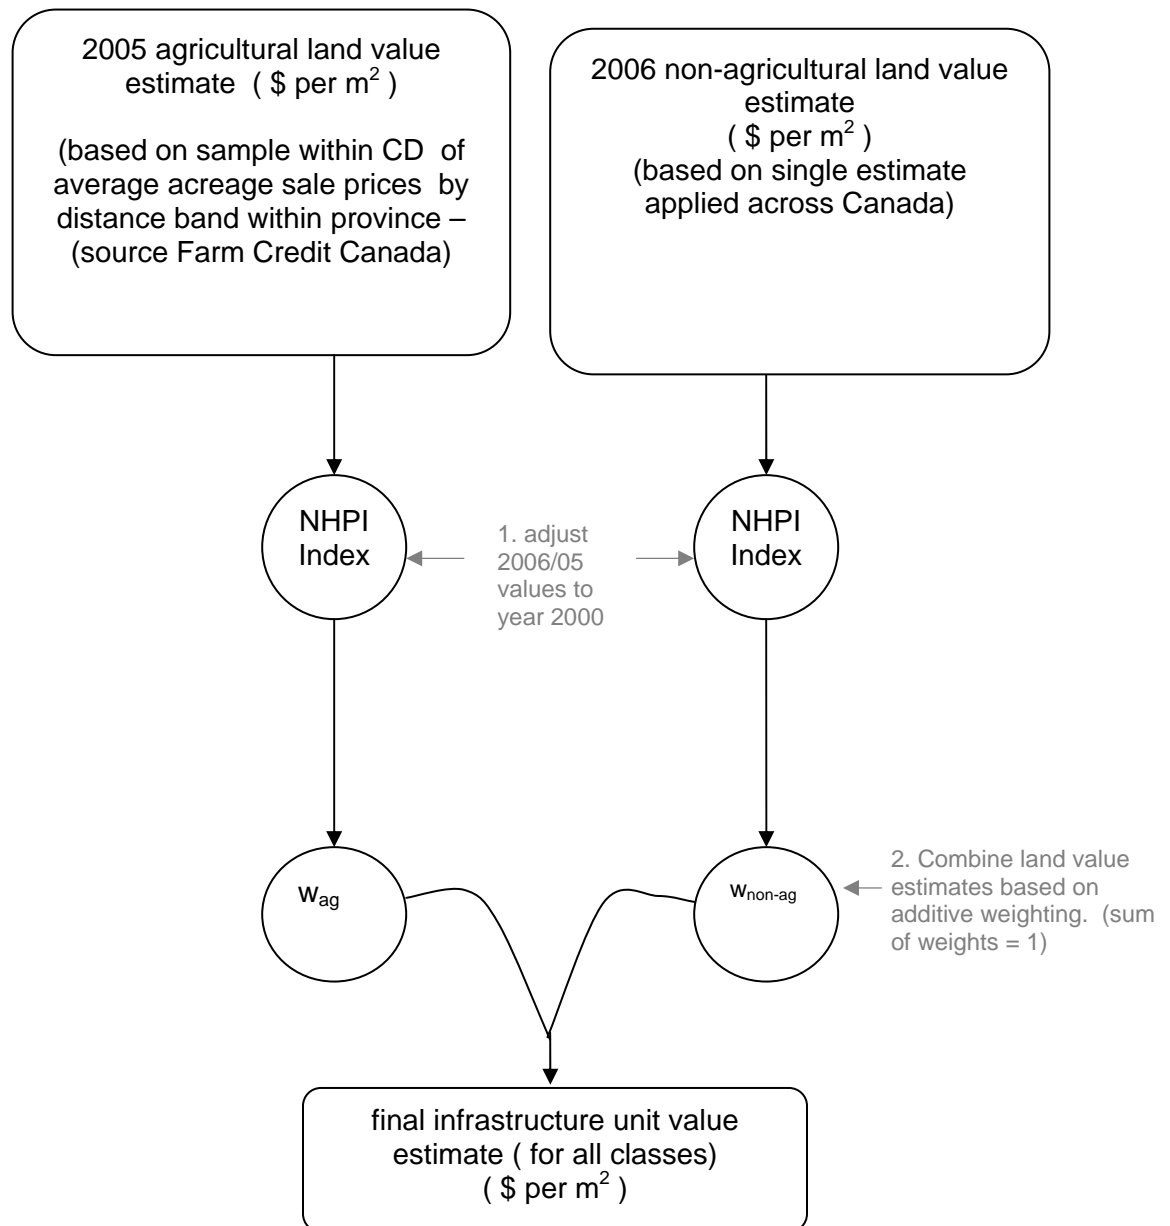 2005 agricultural land value
estimate ( $ per m2 )
(based on sample within CD of
average acreage sale prices by
distance band within province –
(source Farm Credit Canada)
2006 non-agricultural land value
estimate
( $ per m2 )
(based on single estimate
applied across Canada)
NHPI
Index
1. adjust
2006/05
values to
year 2000
NHPI
Index
wag
wnon-ag
2. Combine land value
estimates based on
additive weighting. (sum
of weights = 1)
final infrastructure unit value
estimate ( for all classes)
( $ per m2 )